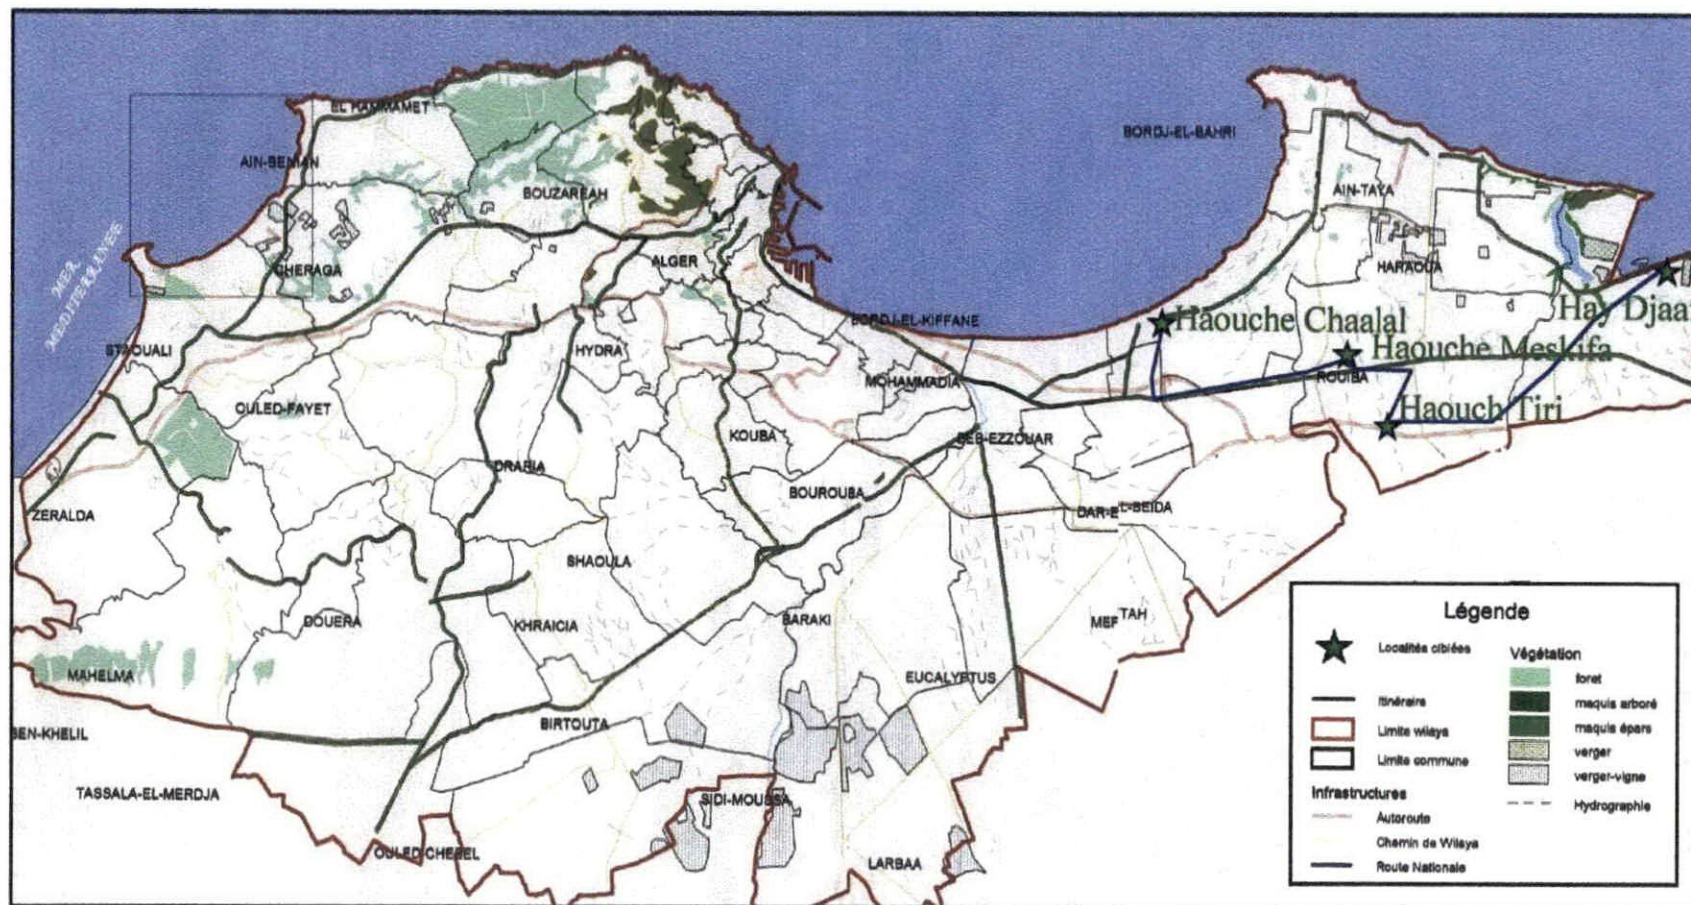 EL HAMMAMET
BORDJ-EL-BAHRI
AIN-BENIAN
BOUZAREAH
AIN-TAYA
MER
MEDITERRANEE
CHERAGA
ALGER
HARAOUA
Hay Djaaf
Haouche Chaalal
BORDJ-EL-KIFFANE
STAOUALI
HYDRA
Haouche Meskifa
ROUIBA
MOHAMMADIA
OULED-FAYET
Haouch Tiri
KOUBA
BEB-EZZOUAR
DRARIA
BOUROUBA
ZERALDA
DAR-EL-BEIDA
SHAOULA
DOUERA
KHRAICIA
BARAKI
MEFTAH
MAHELMA
EUCALYPTUS
BIRTOUTA
BEN-KHELIL
TASSALA-EL-MERDJA
SIDI-MOUSSA
OULED-CHEBEL
LARBAA
Légende
Localités ciblées
Itinéraire
Limite wilaya
Limite commune
Infrastructures
Autoroute
Chemin de Wilaya
Route Nationale
Végétation
foret
maquis arboré
maquis épars
verger
verger-vigne
Hydrographie